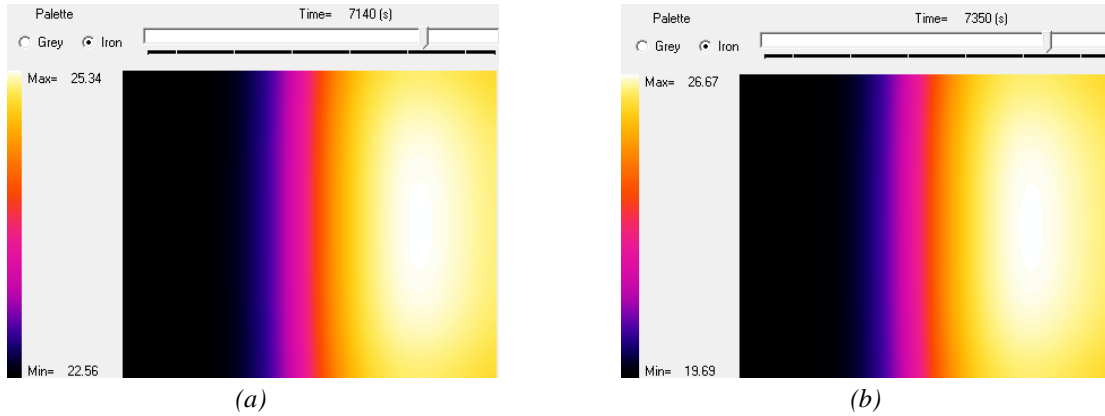 Palette Time= 7140 (s)
Grey Iron
Max= 25.34
Min= 22.56
(a)
Palette Time= 7350 (s)
Grey Iron
Max= 26.67
Min= 19.69
(b)